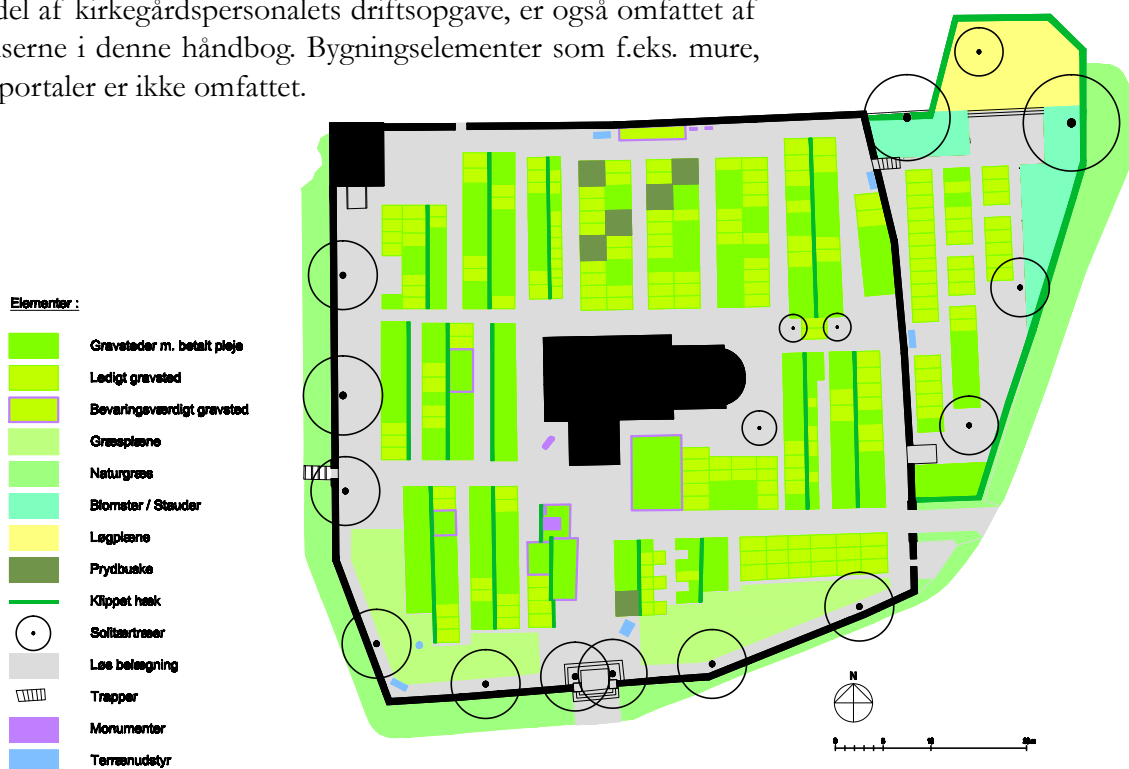 del af kirkegårdspersonalets driftsopgave, er også omfattet af
iserne i denne håndbog. Bygningselementer som f.eks. mure,
portaler er ikke omfattet.
Elementer :
Gravsteder m. betalt pleje
Ledigt gravsted
Bevaringsværdigt gravsted
Græsplæne
Naturgræs
Blomster / Stauder
Løgplæne
Prydbuske
Klippet hæk
Solitærtræer
Løs belægning
Trapper
Monumenter
Terrænudstyr
N
0 5 10 20m